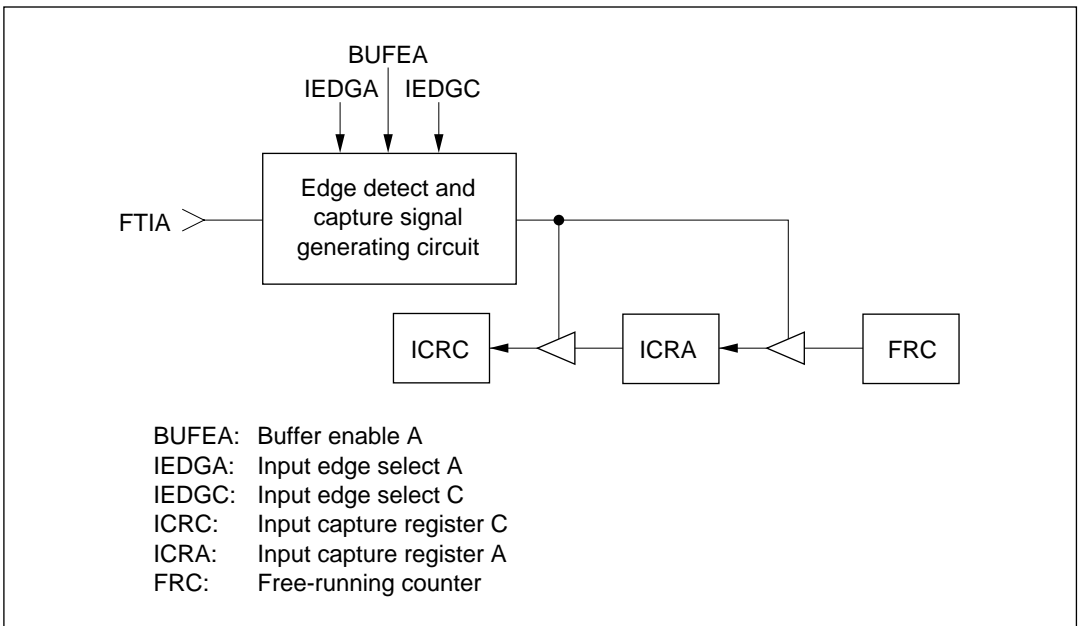 BUFEA
IEDGA IEDGC
Edge detect and
capture signal
generating circuit
FTIA
ICRC ICRA FRC
BUFEA: Buffer enable A
IEDGA: Input edge select A
IEDGC: Input edge select C
ICRC: Input capture register C
ICRA: Input capture register A
FRC: Free-running counter